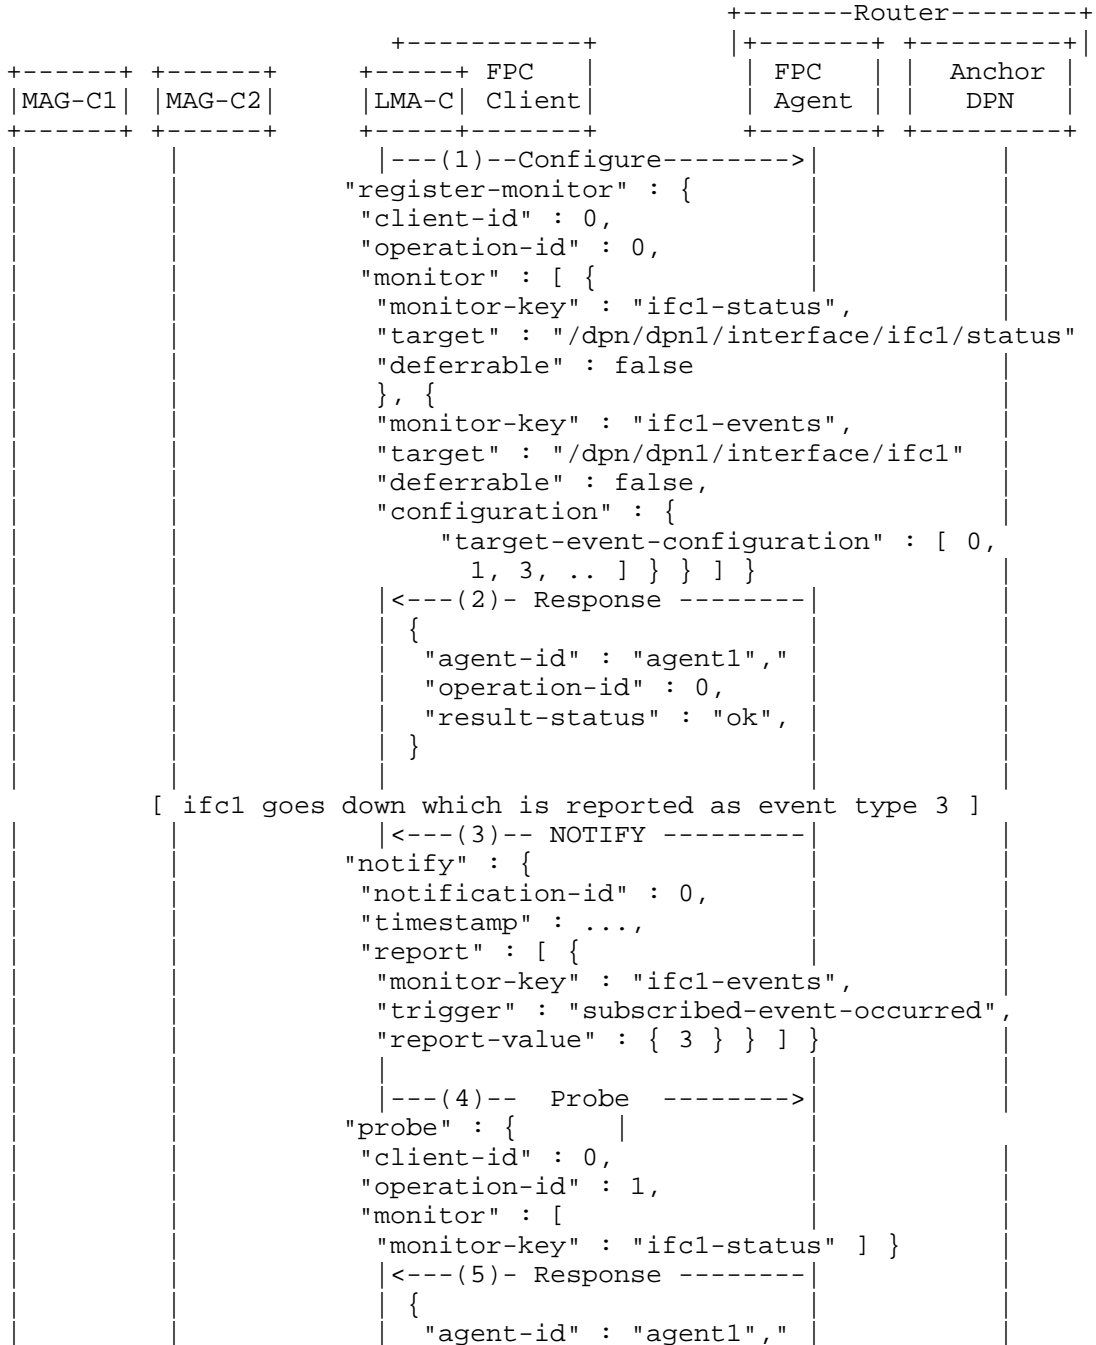 +-------Router--------+
                        +-----------+         |+-------+ +---------+|
+------+ +------+     +-----+ FPC    |         | FPC   | |  Anchor |
|MAG-C1| |MAG-C2|     |LMA-C| Client|         | Agent | |   DPN   |
+------+ +------+     +-----+-------+         +-------+ +---------+
|         |            |---(1)--Configure-------->|           |
|         |          "register-monitor" : {       |           |
|         |           "client-id" : 0,            |           |
|         |           "operation-id" : 0,         |           |
|         |           "monitor" : [ {             |           |
|         |            "monitor-key" : "ifc1-status",         |
|         |            "target" : "/dpn/dpn1/interface/ifc1/status"
|         |            "deferrable" : false                   |
|         |            }, {                                   |
|         |            "monitor-key" : "ifc1-events",         |
|         |            "target" : "/dpn/dpn1/interface/ifc1"  |
|         |            "deferrable" : false,                  |
|         |            "configuration" : {                    |
|         |                "target-event-configuration" : [ 0,
|         |                  1, 3, .. ] } } ] }               |
|         |            |<---(2)- Response --------|           |
|         |            | {                        |           |
|         |            |  "agent-id" : "agent1"," |           |
|         |            |  "operation-id" : 0,     |           |
|         |            |  "result-status" : "ok", |           |
|         |            | }                        |           |
|         |            |                          |           |
         [ ifc1 goes down which is reported as event type 3 ]
|         |            |<---(3)-- NOTIFY ---------|           |
|         |          "notify" : {                 |           |
|         |           "notification-id" : 0,      |           |
|         |           "timestamp" : ...,          |           |
|         |           "report" : [ {              |           |
|         |            "monitor-key" : "ifc1-events",         |
|         |            "trigger" : "subscribed-event-occurred",
|         |            "report-value" : { 3 } } ] }           |
|         |            |                          |           |
|         |            |---(4)--  Probe  -------->|           |
|         |          "probe" : {      |           |
|         |           "client-id" : 0,            |           |
|         |           "operation-id" : 1,         |           |
|         |           "monitor" : [               |           |
|         |            "monitor-key" : "ifc1-status" ] }      |
|         |            |<---(5)- Response --------|           |
|         |            | {                        |           |
|         |            |  "agent-id" : "agent1"," |           |